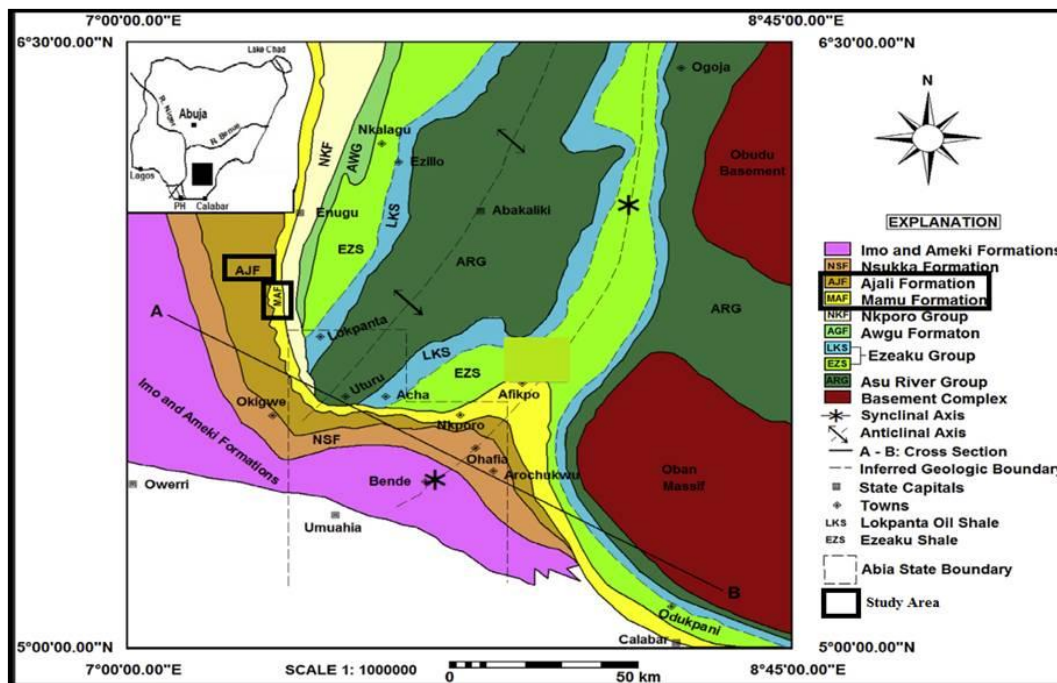 7°00'00.00"E
8°45'00.00"E
6°30'00.00"N
6°30'00.00"N
Lake Chad
R. Niger
Abuja
R. Benue
Lagos
PH
Calabar
NKF
AWG
Nkalagu
Ezillo
Enugu
LKS
EZS
Abakaliki
ARG
Ogoja
Obudu
Basement
N
AJF
MAF
A
Lokpanta
LKS
EZS
ARG
Uturu
Acha
Afikpo
Okigwe
Nkporo
NSF
Ohafia
Arochukwu
Imo and Ameki Formations
Bende
Owerri
Umuahia
Oban
Massif
B
Odukpani
Calabar
EXPLANATION
Imo and Ameki Formations
NSF Nsukka Formation
AJF Ajali Formation
MAF Mamu Formation
NKF Nkporo Group
AGF Awgu Formaton
LKS
EZS Ezeaku Group
ARG Asu River Group
Basement Complex
Synclinal Axis
Anticlinal Axis
A - B: Cross Section
Inferred Geologic Boundary
State Capitals
Towns
LKS Lokpanta Oil Shale
EZS Ezeaku Shale
Abia State Boundary
Study Area
5°00'00.00"N
5°00'00.00"N
7°00'00.00"E
SCALE 1: 1000000
0
50 km
8°45'00.00"E